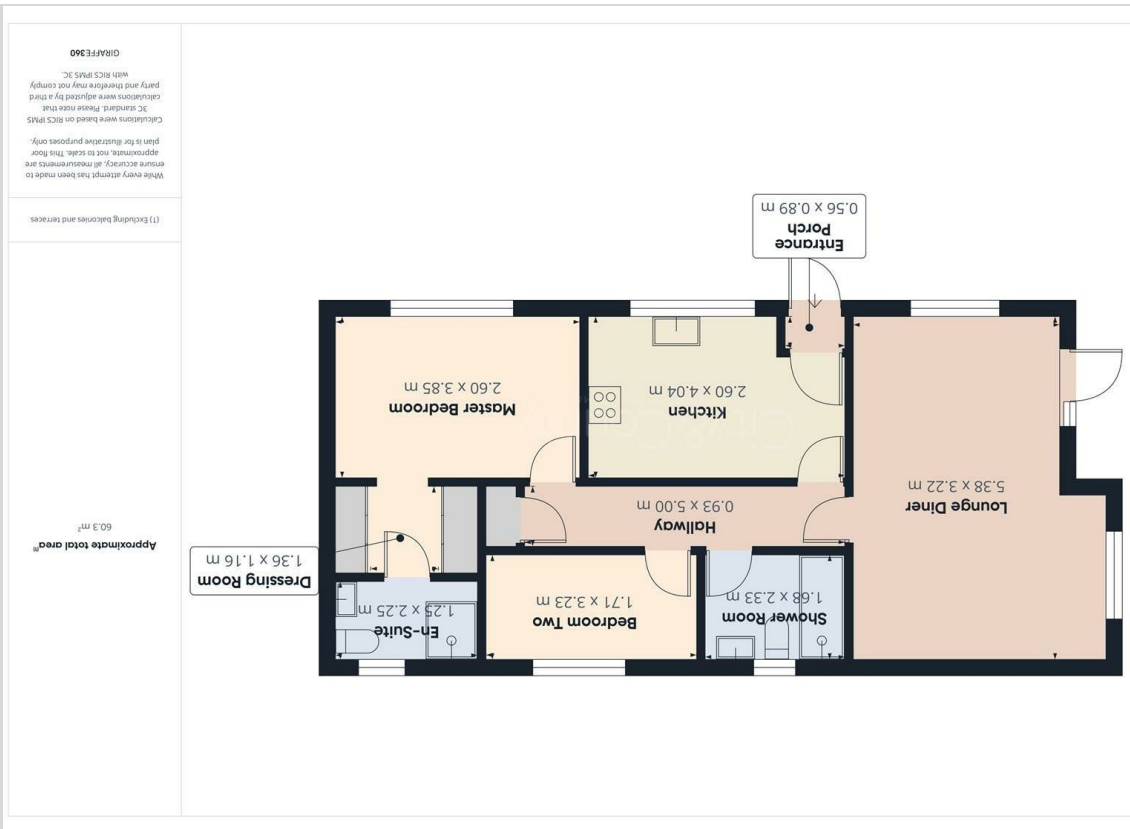 Shower Room
1.68 x 2.33 m
Bedroom Two
1.71 x 3.23 m
En-Suite
1.25 x 2.25 m
Dressing Room
1.36 x 1.16 m
Hallway
0.93 x 5.00 m
Lounge Diner
5.38 x 3.22 m
Kitchen
2.60 x 4.04 m
Master Bedroom
2.60 x 3.85 m
Entrance
Porch
0.56 x 0.89 m
Approximate total area⁽¹⁾
60.3 m²
(1) Excluding balconies and terraces
While every attempt has been made to
ensure accuracy, all measurements are
approximate, not to scale. This floor
plan is for illustrative purposes only.
Calculations were based on RICS IPMS
3C standard. Please note that
calculations were adjusted by a third
party and therefore may not comply
with RICS IPMS 3C.
GIRAFFE360